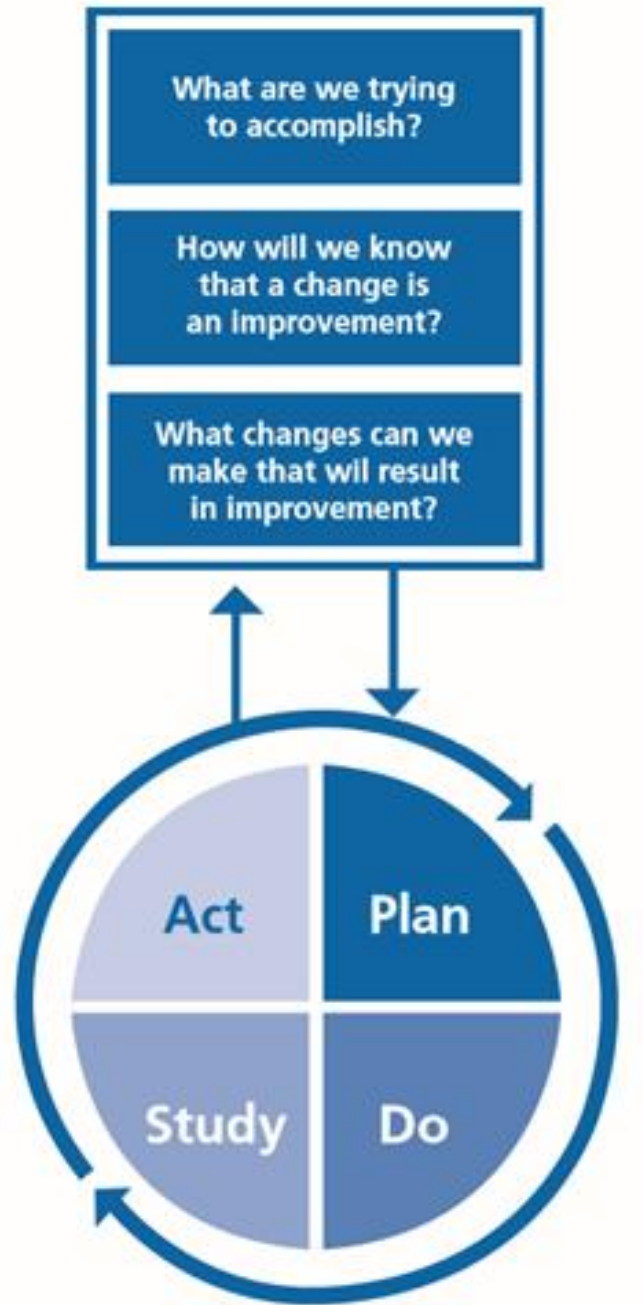 What are we trying
to accomplish?
How will we know
that a change is
an improvement?
What changes can we
make that wil result
in improvement?
Act
Plan
Study
Do